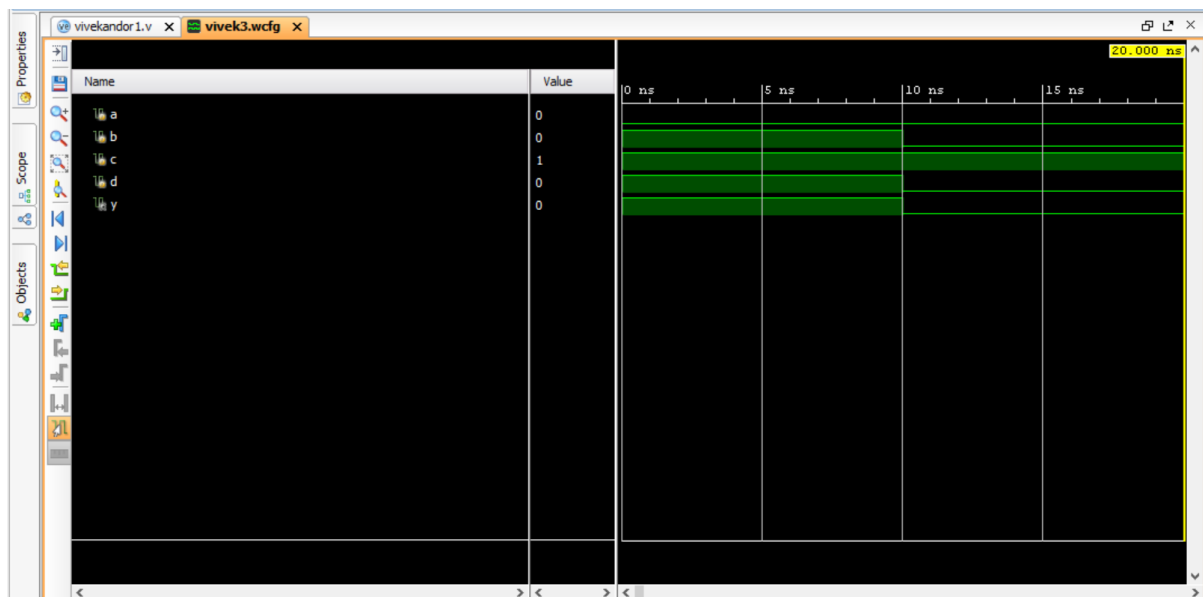 vivekandor1.v X vivek3.wcfg X
Properties
Scope
Objects
20.000 ns
Name Value
0 ns 5 ns 10 ns 15 ns
a 0
b 0
c 1
d 0
y 0